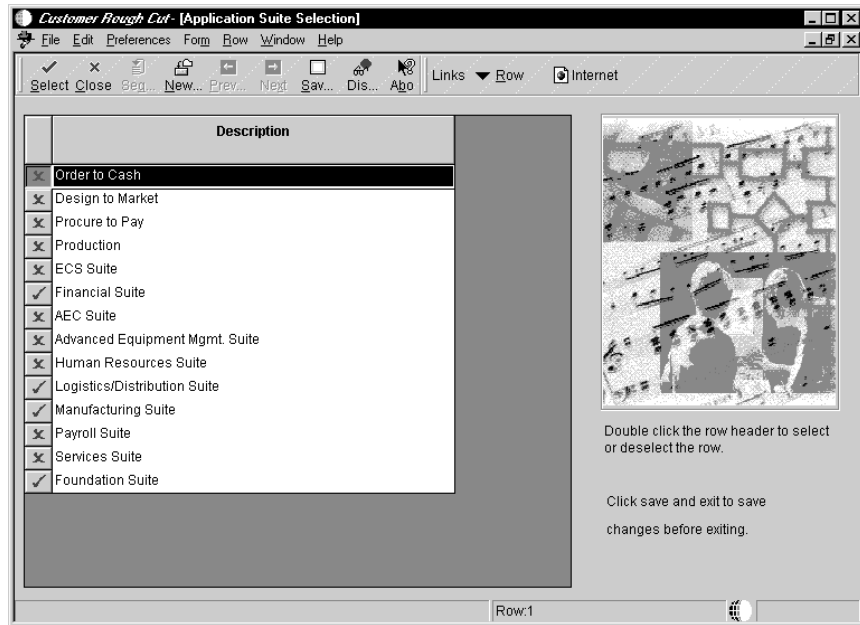 Customer Rough Cut - [Application Suite Selection]
File Edit Preferences Form Row Window Help
Select Close Seq... New... Prev... Next Sav... Dis... Abo Links Row Internet
Description
Order to Cash
Design to Market
Procure to Pay
Production
ECS Suite
Financial Suite
AEC Suite
Advanced Equipment Mgmt. Suite
Human Resources Suite
Logistics/Distribution Suite
Manufacturing Suite
Payroll Suite
Services Suite
Foundation Suite
Double click the row header to select
or deselect the row.
Click save and exit to save
changes before exiting.
Row:1